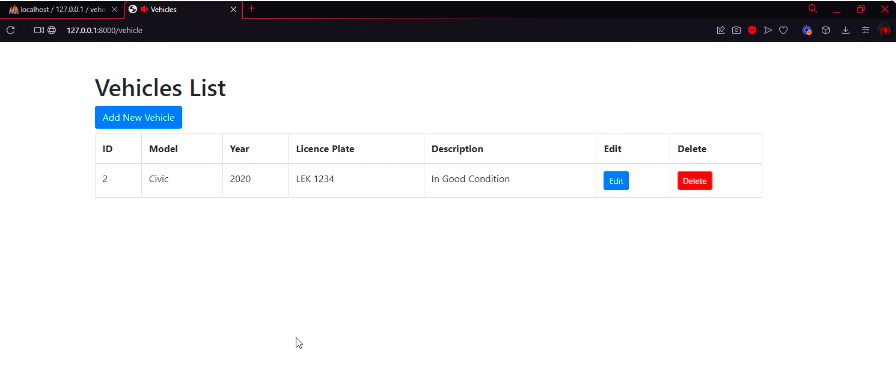 localhost / 127.0.0.1 / vehic
Vehicles
127.0.0.1:8000/vehicle
Vehicles List
Add New Vehicle
ID Model Year Licence Plate Description Edit Delete
2 Civic 2020 LEK 1234 In Good Condition Edit Delete